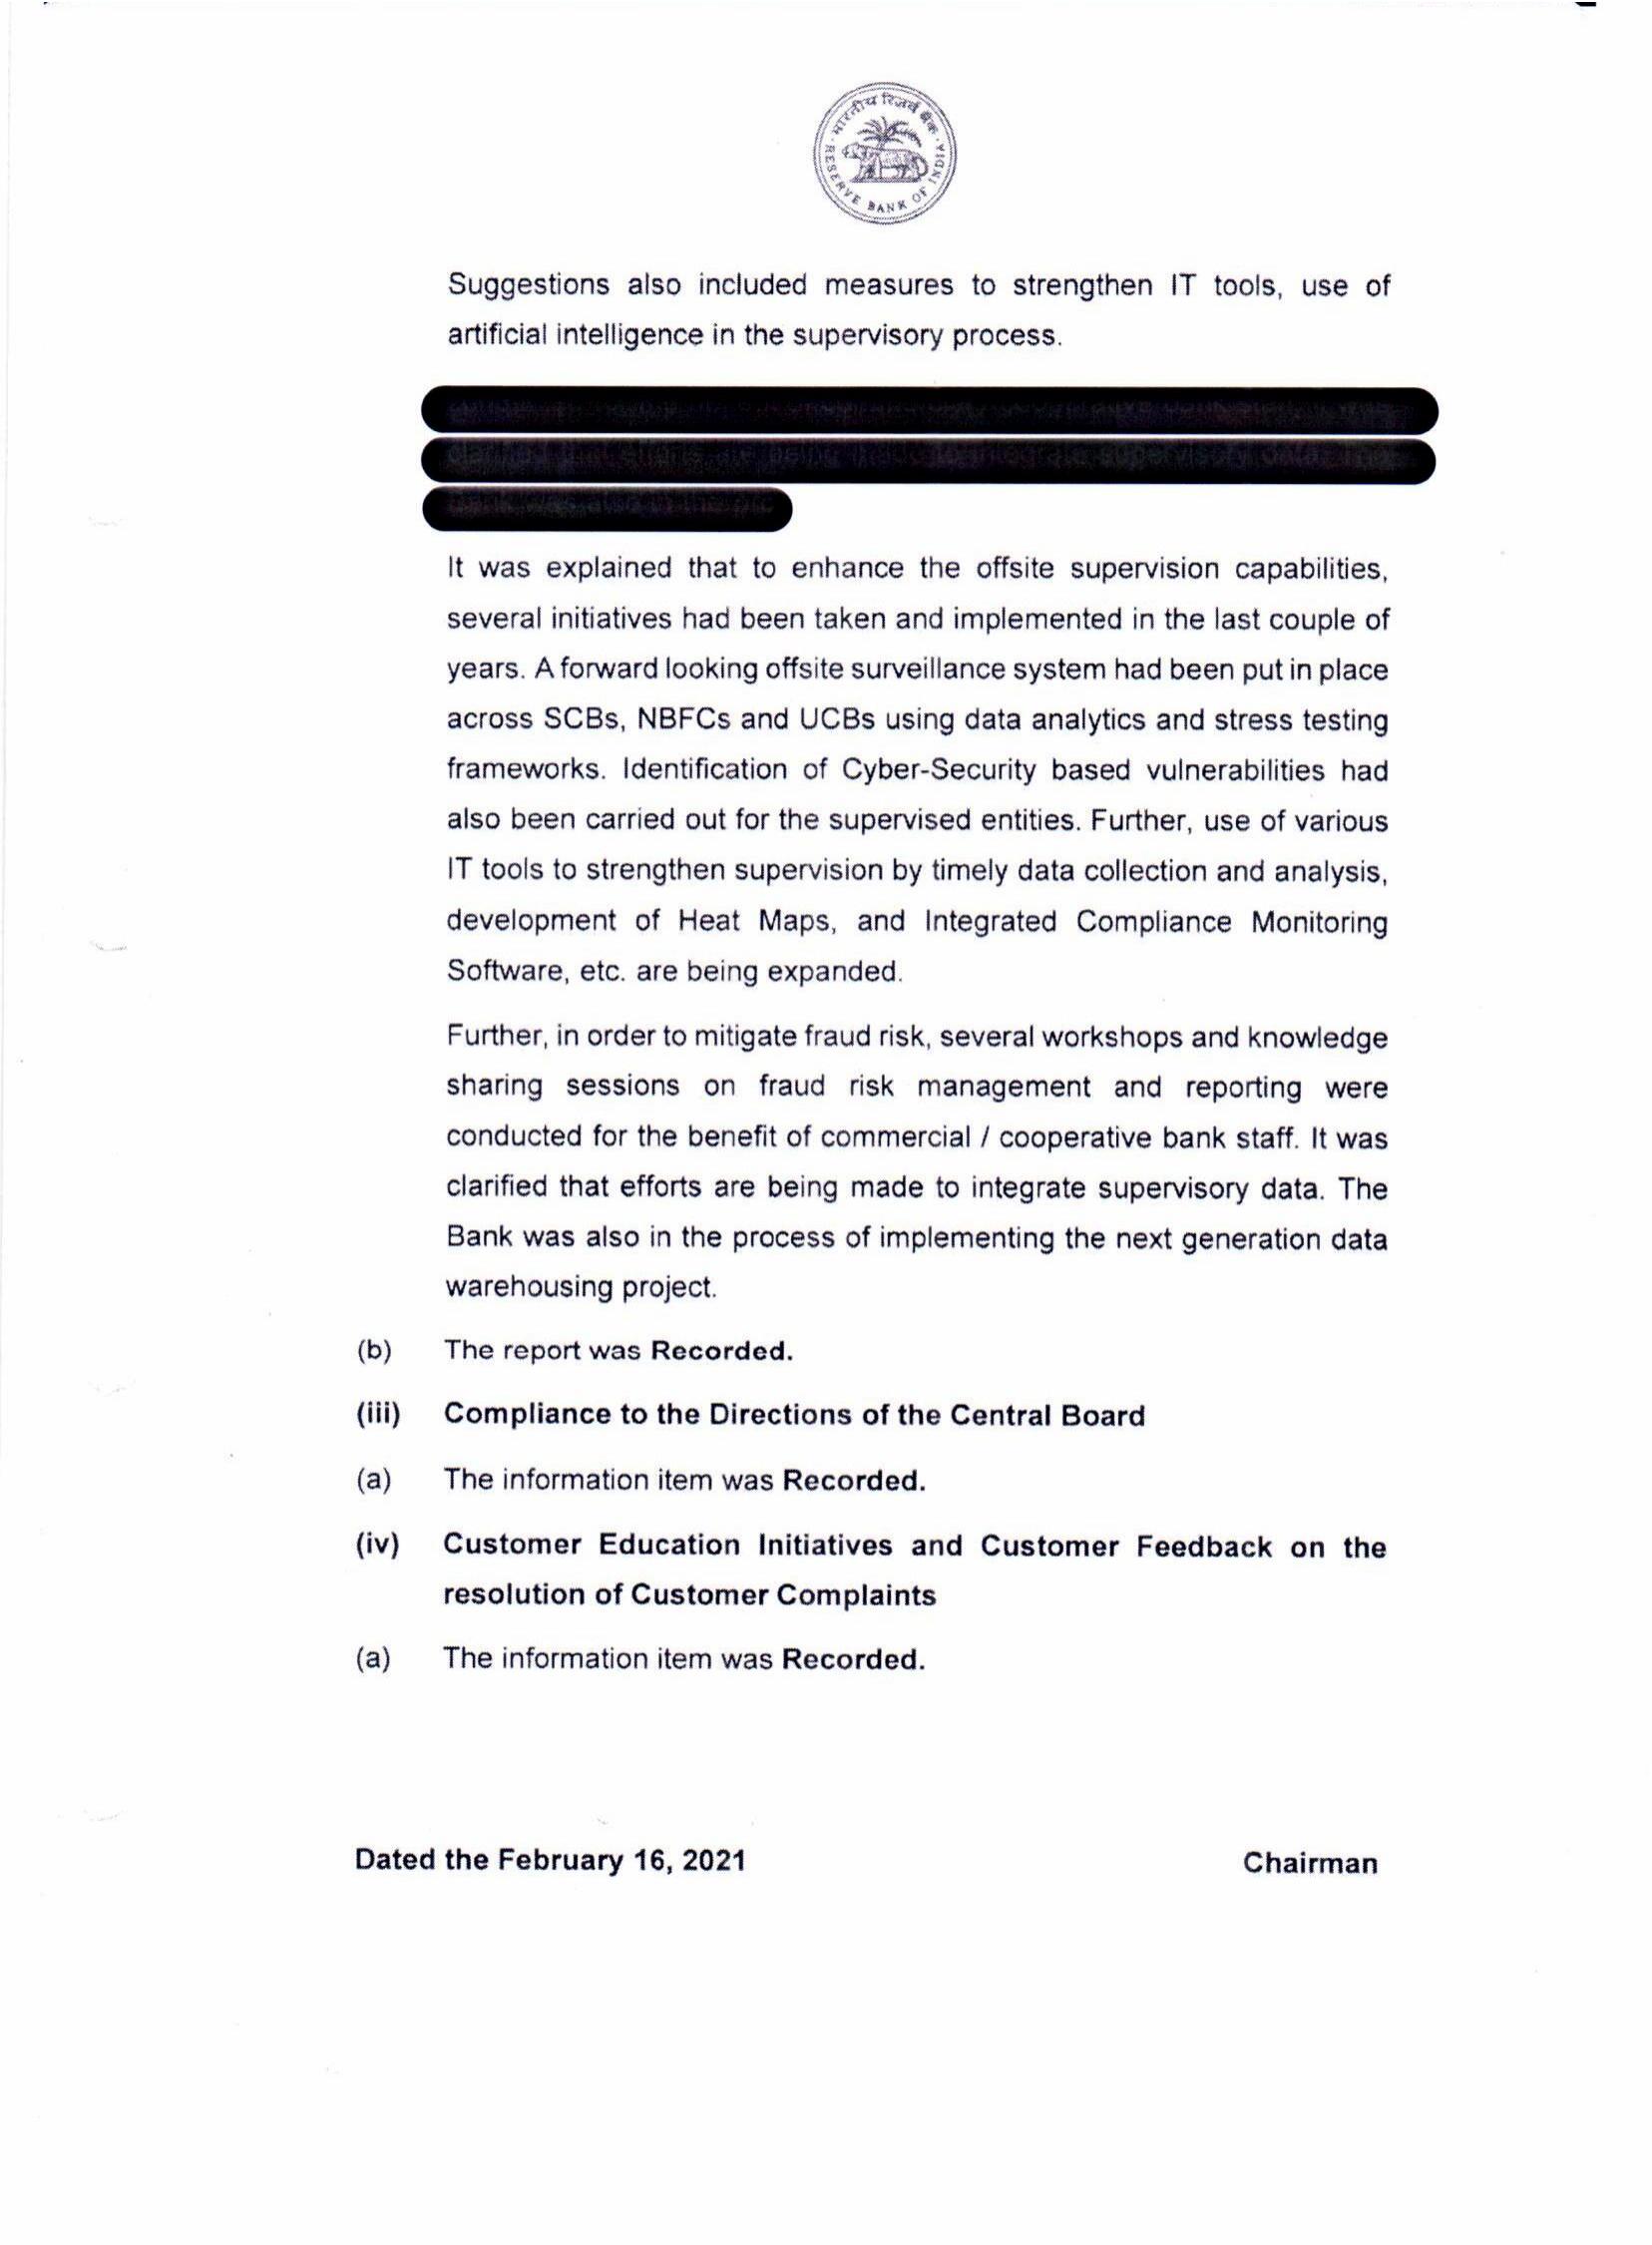 भारतीय रिज़र्व बैंक
RESERVE BANK OF INDIA
Suggestions also included measures to strengthen IT tools, use of
artificial intelligence in the supervisory process.
It was explained that to enhance the offsite supervision capabilities,
several initiatives had been taken and implemented in the last couple of
years. A forward looking offsite surveillance system had been put in place
across SCBs, NBFCs and UCBs using data analytics and stress testing
frameworks. Identification of Cyber-Security based vulnerabilities had
also been carried out for the supervised entities. Further, use of various
IT tools to strengthen supervision by timely data collection and analysis,
development of Heat Maps, and Integrated Compliance Monitoring
Software, etc. are being expanded.
Further, in order to mitigate fraud risk, several workshops and knowledge
sharing sessions on fraud risk management and reporting were
conducted for the benefit of commercial / cooperative bank staff. It was
clarified that efforts are being made to integrate supervisory data. The
Bank was also in the process of implementing the next generation data
warehousing project.
(b) The report was Recorded.
(iii) Compliance to the Directions of the Central Board
(a) The information item was Recorded.
(iv) Customer Education Initiatives and Customer Feedback on the
resolution of Customer Complaints
(a) The information item was Recorded.
Dated the February 16, 2021 Chairman